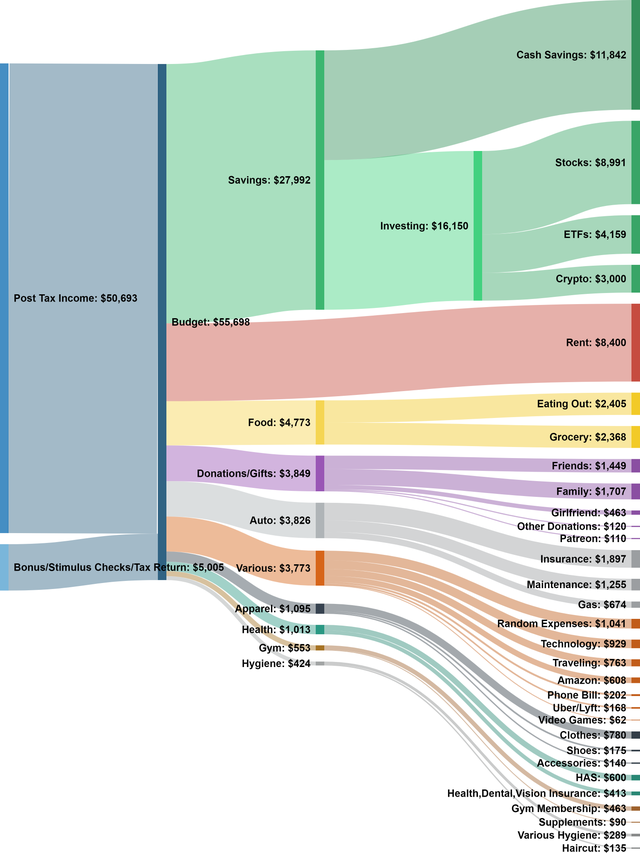 Cash Savings: $11,842
Stocks: $8,991
Savings: $27,992
Investing: $16,150
ETFs: $4,159
Crypto: $3,000
Post Tax Income: $50,693
Budget: $55,698
Rent: $8,400
Eating Out: $2,405
Food: $4,773
Grocery: $2,368
Friends: $1,449
Donations/Gifts: $3,849
Family: $1,707
Girlfriend: $463
Auto: $3,826
Other Donations: $120
Patreon: $110
Insurance: $1,897
Bonus/Stimulus Checks/Tax Return: $5,005
Various: $3,773
Maintenance: $1,255
Gas: $674
Apparel: $1,095
Random Expenses: $1,041
Health: $1,013
Technology: $929
Gym: $553
Hygiene: $424
Traveling: $763
Amazon: $608
Phone Bill: $202
Uber/Lyft: $168
Video Games: $62
Clothes: $780
Shoes: $175
Accessories: $140
HAS: $600
Health,Dental,Vision Insurance: $413
Gym Membership: $463
Supplements: $90
Various Hygiene: $289
Haircut: $135